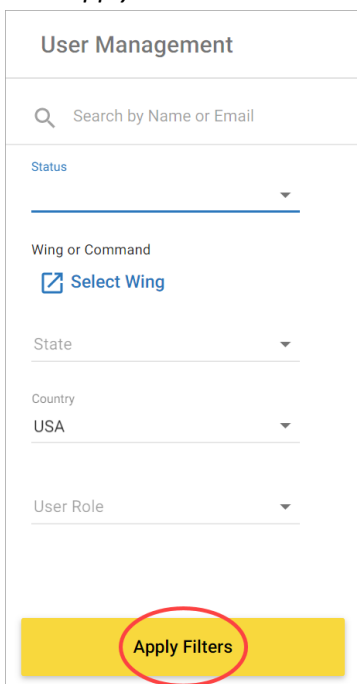 User Management
Search by Name or Email
Status
Wing or Command
Select Wing
State
Country
USA
User Role
Apply Filters